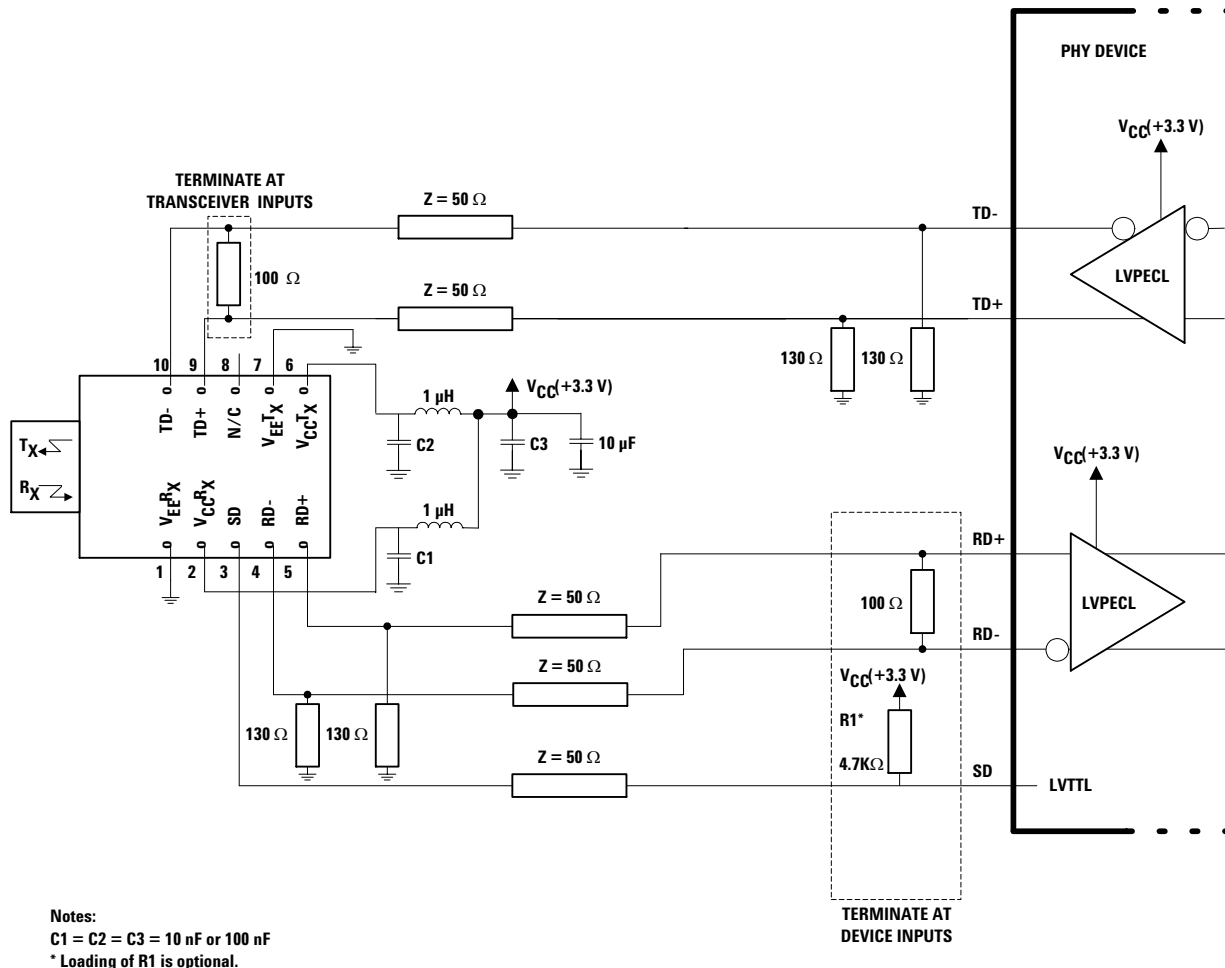 PHY DEVICE
VCC(+3.3 V)
TERMINATE AT
TRANSCEIVER INPUTS
Z = 50 Ω
TD-
LVPECL
100 Ω
Z = 50 Ω
TD+
130 Ω
130 Ω
10 9 8 7 6
TD-
TD+
N/C
VEETX
VCCTX
1 µH
VCC(+3.3 V)
C2
C3
10 µF
TX
RX
VEERX
VCCRX
SD
RD-
RD+
1 µH
C1
1 2 3 4 5
VCC(+3.3 V)
RD+
Z = 50 Ω
100 Ω
LVPECL
RD-
Z = 50 Ω
VCC(+3.3 V)
130 Ω
130 Ω
R1*
4.7KΩ
Z = 50 Ω
SD
LVTTL
TERMINATE AT
DEVICE INPUTS
Notes:
C1 = C2 = C3 = 10 nF or 100 nF
* Loading of R1 is optional.